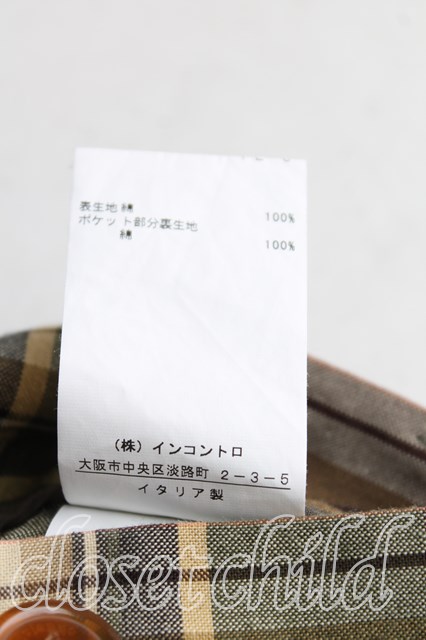 表生地 綿 100%
ポケット部分裏生地
綿 100%
(株) インコントロ
大阪市中央区淡路町 2-3-5
イタリア製
closet child